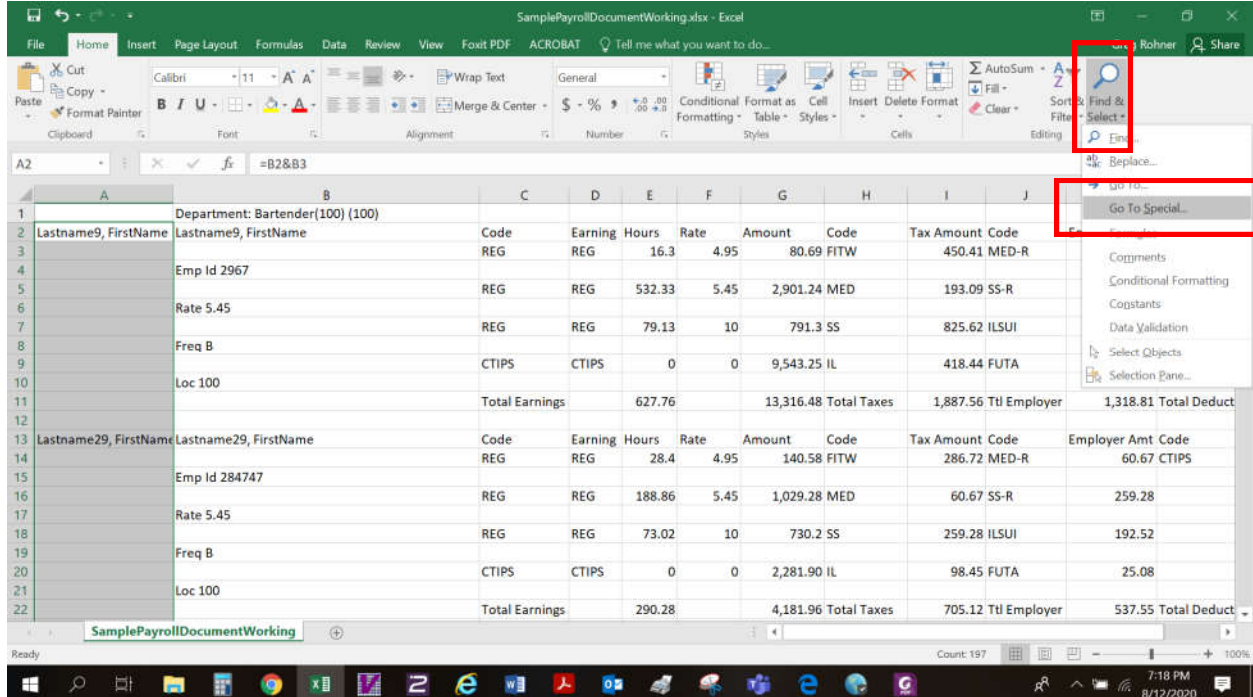 SamplePayrollDocumentWorking.xlsx - Excel
File Home Insert Page Layout Formulas Data Review View Foxit PDF ACROBAT Tell me what you want to do... Greg Rohner Share
Cut
Copy
Format Painter
Paste
Calibri 11 A A
B I U A
Wrap Text
Merge & Center
General
$ % ,
Conditional Formatting
Format as Table
Cell Styles
Insert Delete Format
AutoSum
Fill
Clear
Sort & Filter
Find & Select
Clipboard Font Alignment Number Styles Cells Editing
A2 fx =B2&B3
Find...
Replace...
Go To...
Go To Special...
Comments
Conditional Formatting
Constants
Data Validation
Select Objects
Selection Pane...
A B C D E F G H I J
1 Department: Bartender(100) (100)
2 Lastname9, FirstName Lastname9, FirstName Code Earning Hours Rate Amount Code Tax Amount Code
3 REG REG 16.3 4.95 80.69 FITW 450.41 MED-R
4 Emp Id 2967
5 REG REG 532.33 5.45 2,901.24 MED 193.09 SS-R
6 Rate 5.45
7 REG REG 79.13 10 791.3 SS 825.62 ILSUI
8 Freq B
9 CTIPS CTIPS 0 0 9,543.25 IL 418.44 FUTA
10 Loc 100
11 Total Earnings 627.76 13,316.48 Total Taxes 1,887.56 Ttl Employer 1,318.81 Total Deduct
12
13 Lastname29, FirstName Lastname29, FirstName Code Earning Hours Rate Amount Code Tax Amount Code Employer Amt Code
14 REG REG 28.4 4.95 140.58 FITW 286.72 MED-R 60.67 CTIPS
15 Emp Id 284747
16 REG REG 188.86 5.45 1,029.28 MED 60.67 SS-R 259.28
17 Rate 5.45
18 REG REG 73.02 10 730.2 SS 259.28 ILSUI 192.52
19 Freq B
20 CTIPS CTIPS 0 0 2,281.90 IL 98.45 FUTA 25.08
21 Loc 100
22 Total Earnings 290.28 4,181.96 Total Taxes 705.12 Ttl Employer 537.55 Total Deduct
SamplePayrollDocumentWorking
Ready Count: 197 100%
7:18 PM
8/12/2020